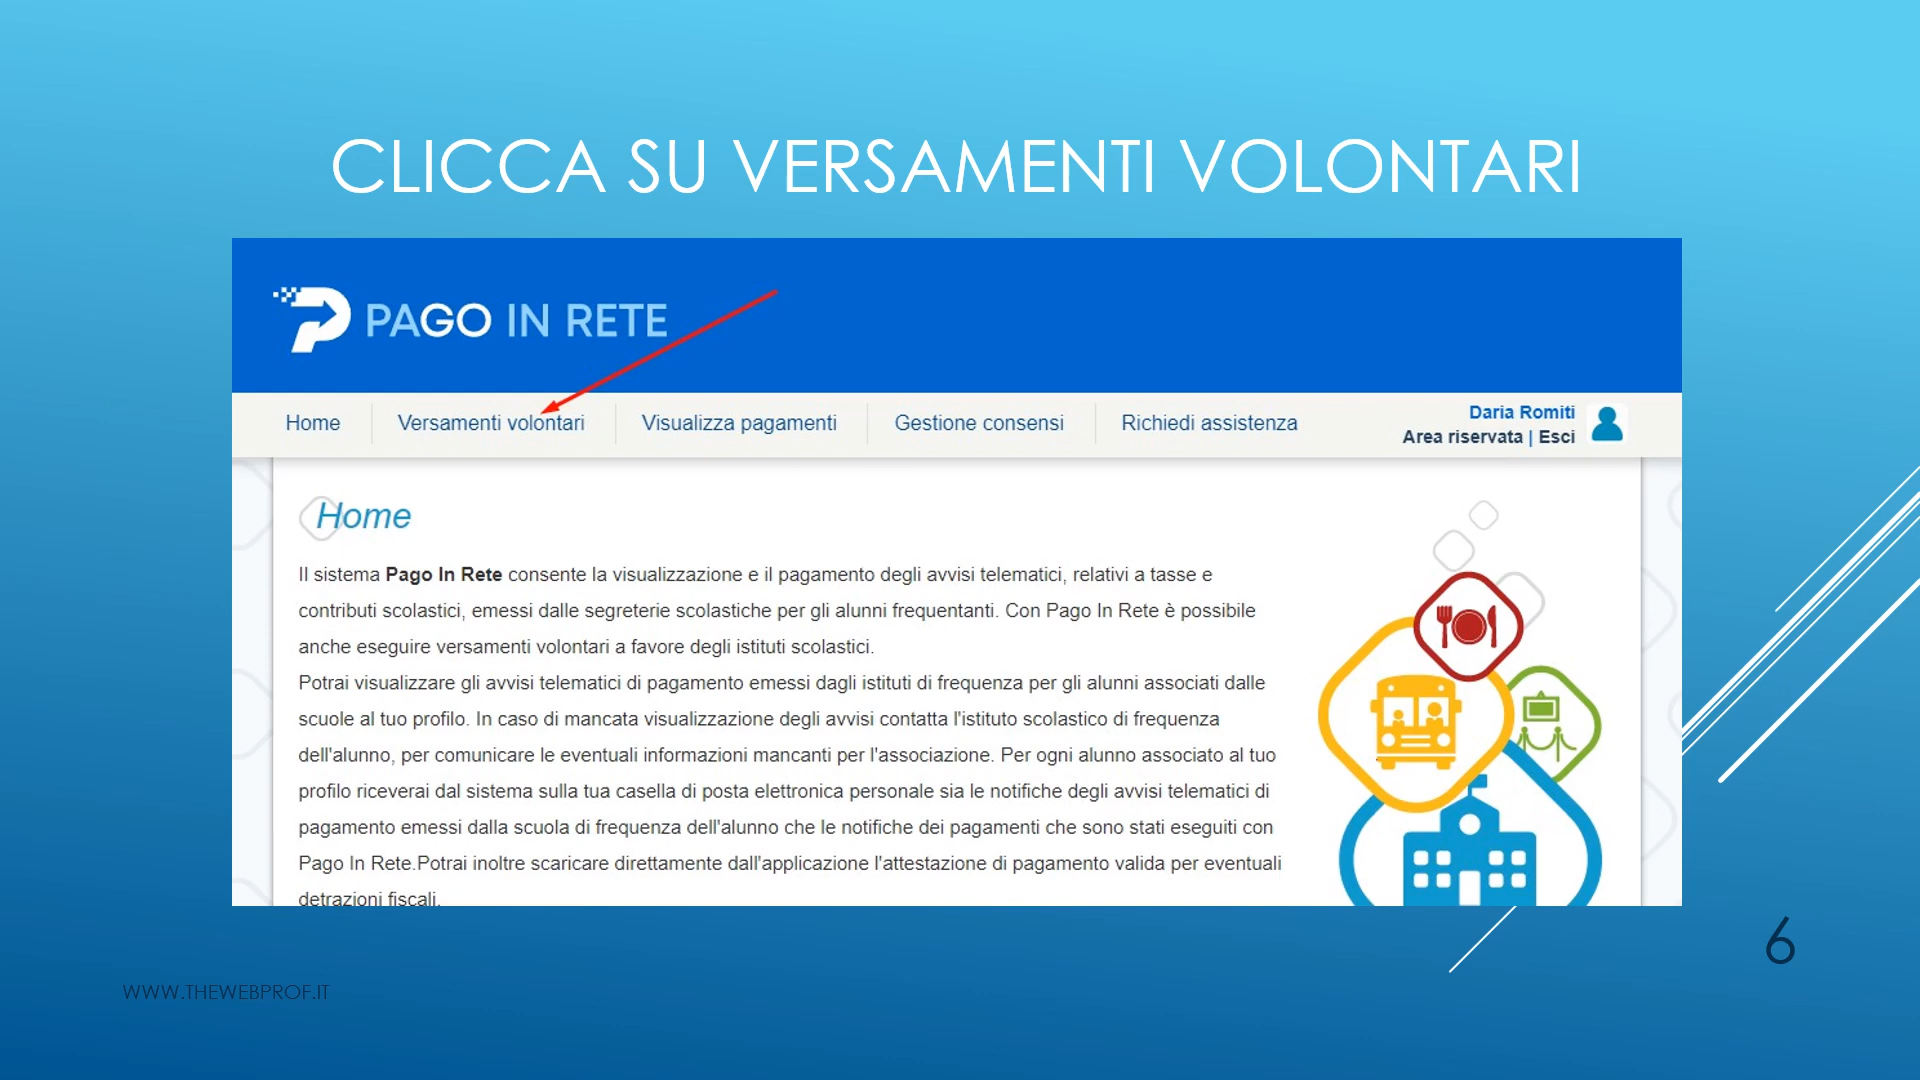 CLICCA SU VERSAMENTI VOLONTARI
PAGO IN RETE
Home
Versamenti volontari
Visualizza pagamenti
Gestione consensi
Richiedi assistenza
Daria Romiti
Area riservata | Esci
Home
Il sistema Pago In Rete consente la visualizzazione e il pagamento degli avvisi telematici, relativi a tasse e
contributi scolastici, emessi dalle segreterie scolastiche per gli alunni frequentanti. Con Pago In Rete è possibile
anche eseguire versamenti volontari a favore degli istituti scolastici.
Potrai visualizzare gli avvisi telematici di pagamento emessi dagli istituti di frequenza per gli alunni associati dalle
scuole al tuo profilo. In caso di mancata visualizzazione degli avvisi contatta l'istituto scolastico di frequenza
dell'alunno, per comunicare le eventuali informazioni mancanti per l'associazione. Per ogni alunno associato al tuo
profilo riceverai dal sistema sulla tua casella di posta elettronica personale sia le notifiche degli avvisi telematici di
pagamento emessi dalla scuola di frequenza dell'alunno che le notifiche dei pagamenti che sono stati eseguiti con
Pago In Rete.Potrai inoltre scaricare direttamente dall'applicazione l'attestazione di pagamento valida per eventuali
detrazioni fiscali.
6
WWW.THEWEBPROF.IT